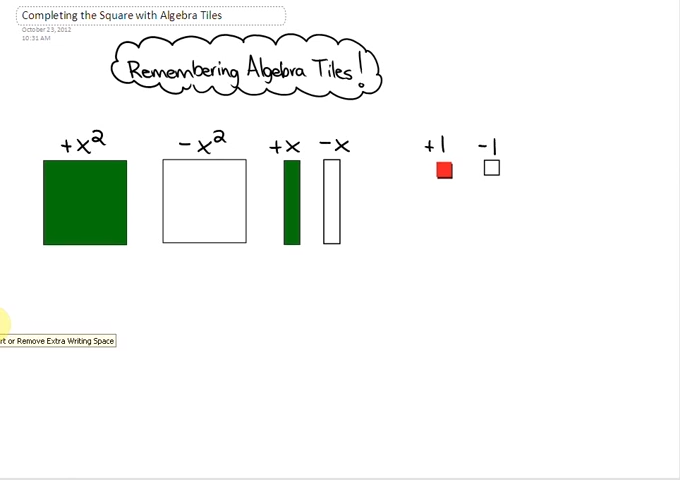 Completing the Square with Algebra Tiles
October 23, 2012
10:31 AM
Remembering Algebra Tiles!
+x² -x² +x -x +1 -1
rt or Remove Extra Writing Space